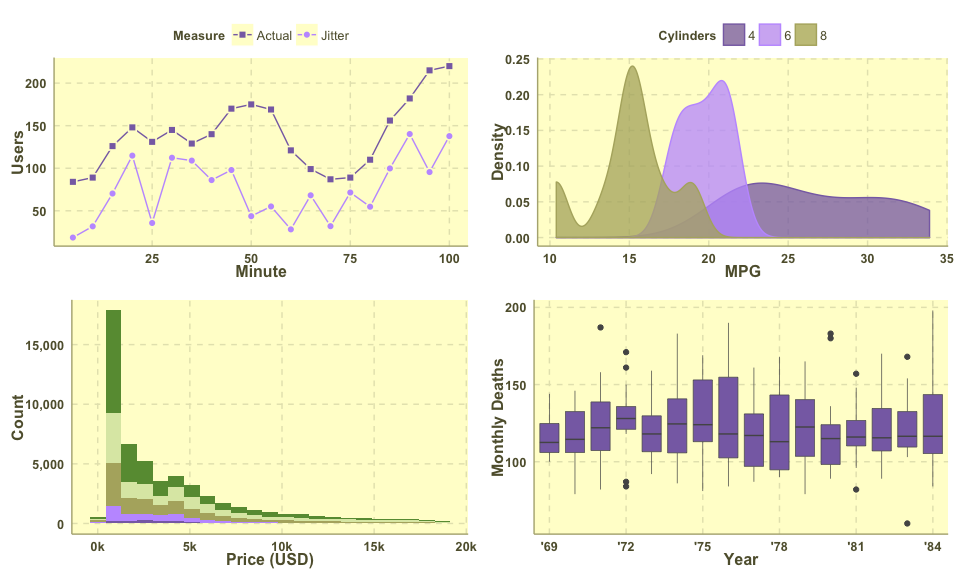 Measure Actual Jitter
Users
200
150
100
50
25 50 75 100
Minute
Cylinders 4 6 8
Density
0.25
0.20
0.15
0.10
0.05
0.00
10 15 20 25 30 35
MPG
Count
15,000
10,000
5,000
0
0k 5k 10k 15k 20k
Price (USD)
Monthly Deaths
200
150
100
'69 '72 '75 '78 '81 '84
Year